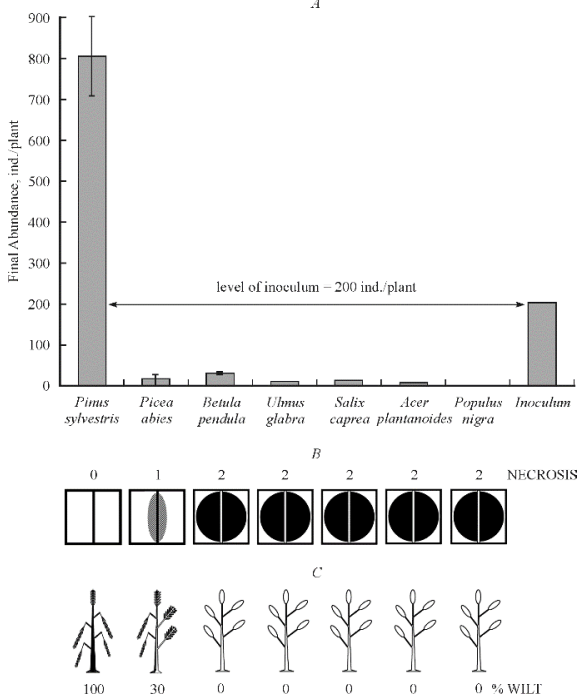 A
Final Abundance, ind./plant
900
800
700
600
500
400
300
200
100
0
level of inoculum – 200 ind./plant
Pinus sylvestris
Picea abies
Betula pendula
Ulmus glabra
Salix caprea
Acer plantanoides
Populus nigra
Inoculum
B
0 1 2 2 2 2 2 NECROSIS
C
100 30 0 0 0 0 0 % WILT